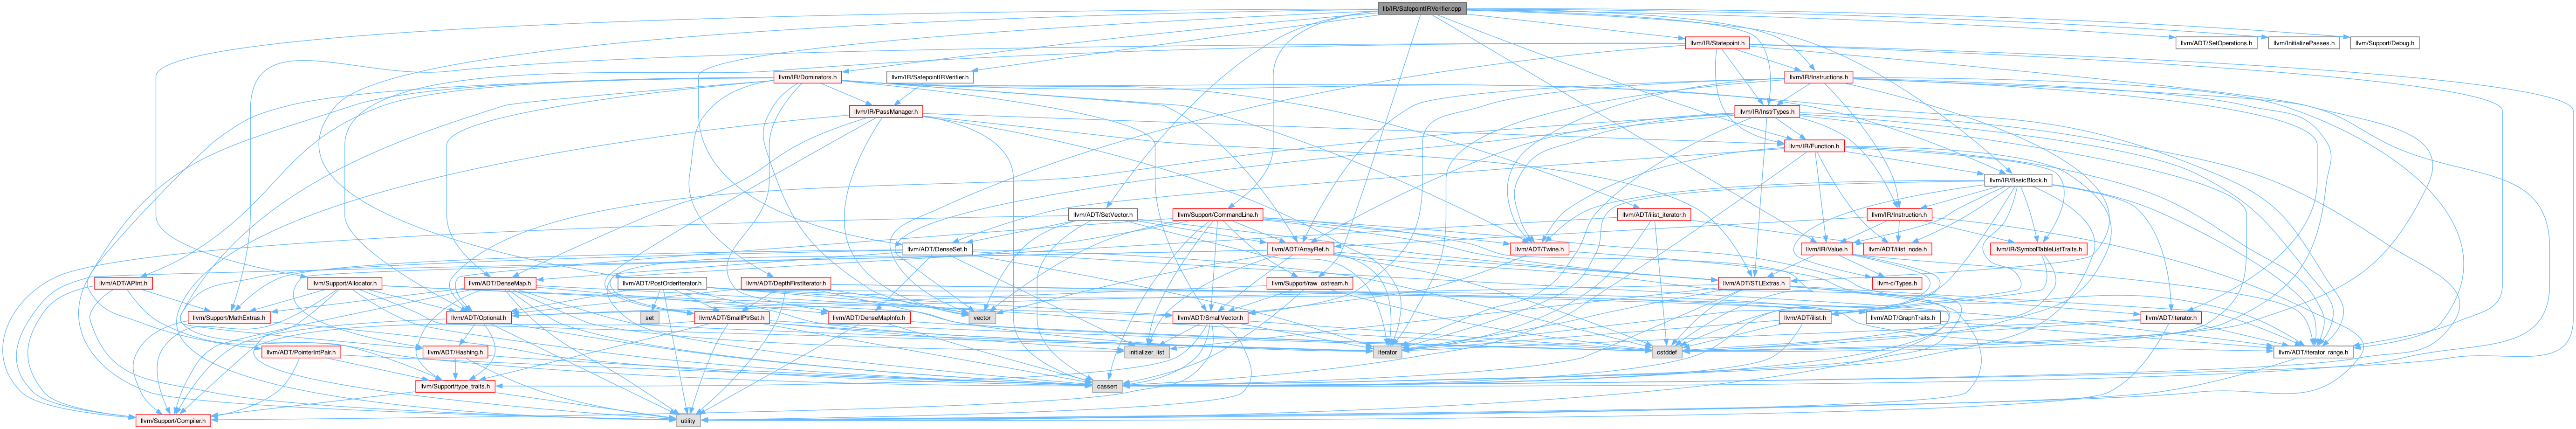 lib/IR/SafepointIRVerifier.cpp
llvm/IR/Statepoint.h
llvm/ADT/SetOperations.h
llvm/InitializePasses.h
llvm/Support/Debug.h
llvm/IR/Dominators.h
llvm/IR/SafepointIRVerifier.h
llvm/IR/Instructions.h
llvm/IR/PassManager.h
llvm/IR/InstrTypes.h
llvm/IR/Function.h
llvm/IR/BasicBlock.h
llvm/ADT/SetVector.h
llvm/Support/CommandLine.h
llvm/ADT/ilist_iterator.h
llvm/IR/Instruction.h
llvm/ADT/DenseSet.h
llvm/ADT/ArrayRef.h
llvm/ADT/Twine.h
llvm/IR/Value.h
llvm/ADT/ilist_node.h
llvm/IR/SymbolTableListTraits.h
llvm/ADT/APInt.h
llvm/Support/Allocator.h
llvm/ADT/DenseMap.h
llvm/ADT/PostOrderIterator.h
llvm/ADT/DepthFirstIterator.h
llvm/Support/raw_ostream.h
llvm/ADT/STLExtras.h
llvm-c/Types.h
llvm/Support/MathExtras.h
llvm/ADT/Optional.h
set
llvm/ADT/SmallPtrSet.h
llvm/ADT/DenseMapInfo.h
vector
llvm/ADT/SmallVector.h
llvm/ADT/ilist.h
llvm/ADT/GraphTraits.h
llvm/ADT/iterator.h
llvm/ADT/PointerIntPair.h
llvm/ADT/Hashing.h
initializer_list
iterator
cstddef
llvm/ADT/iterator_range.h
llvm/Support/type_traits.h
cassert
llvm/Support/Compiler.h
utility